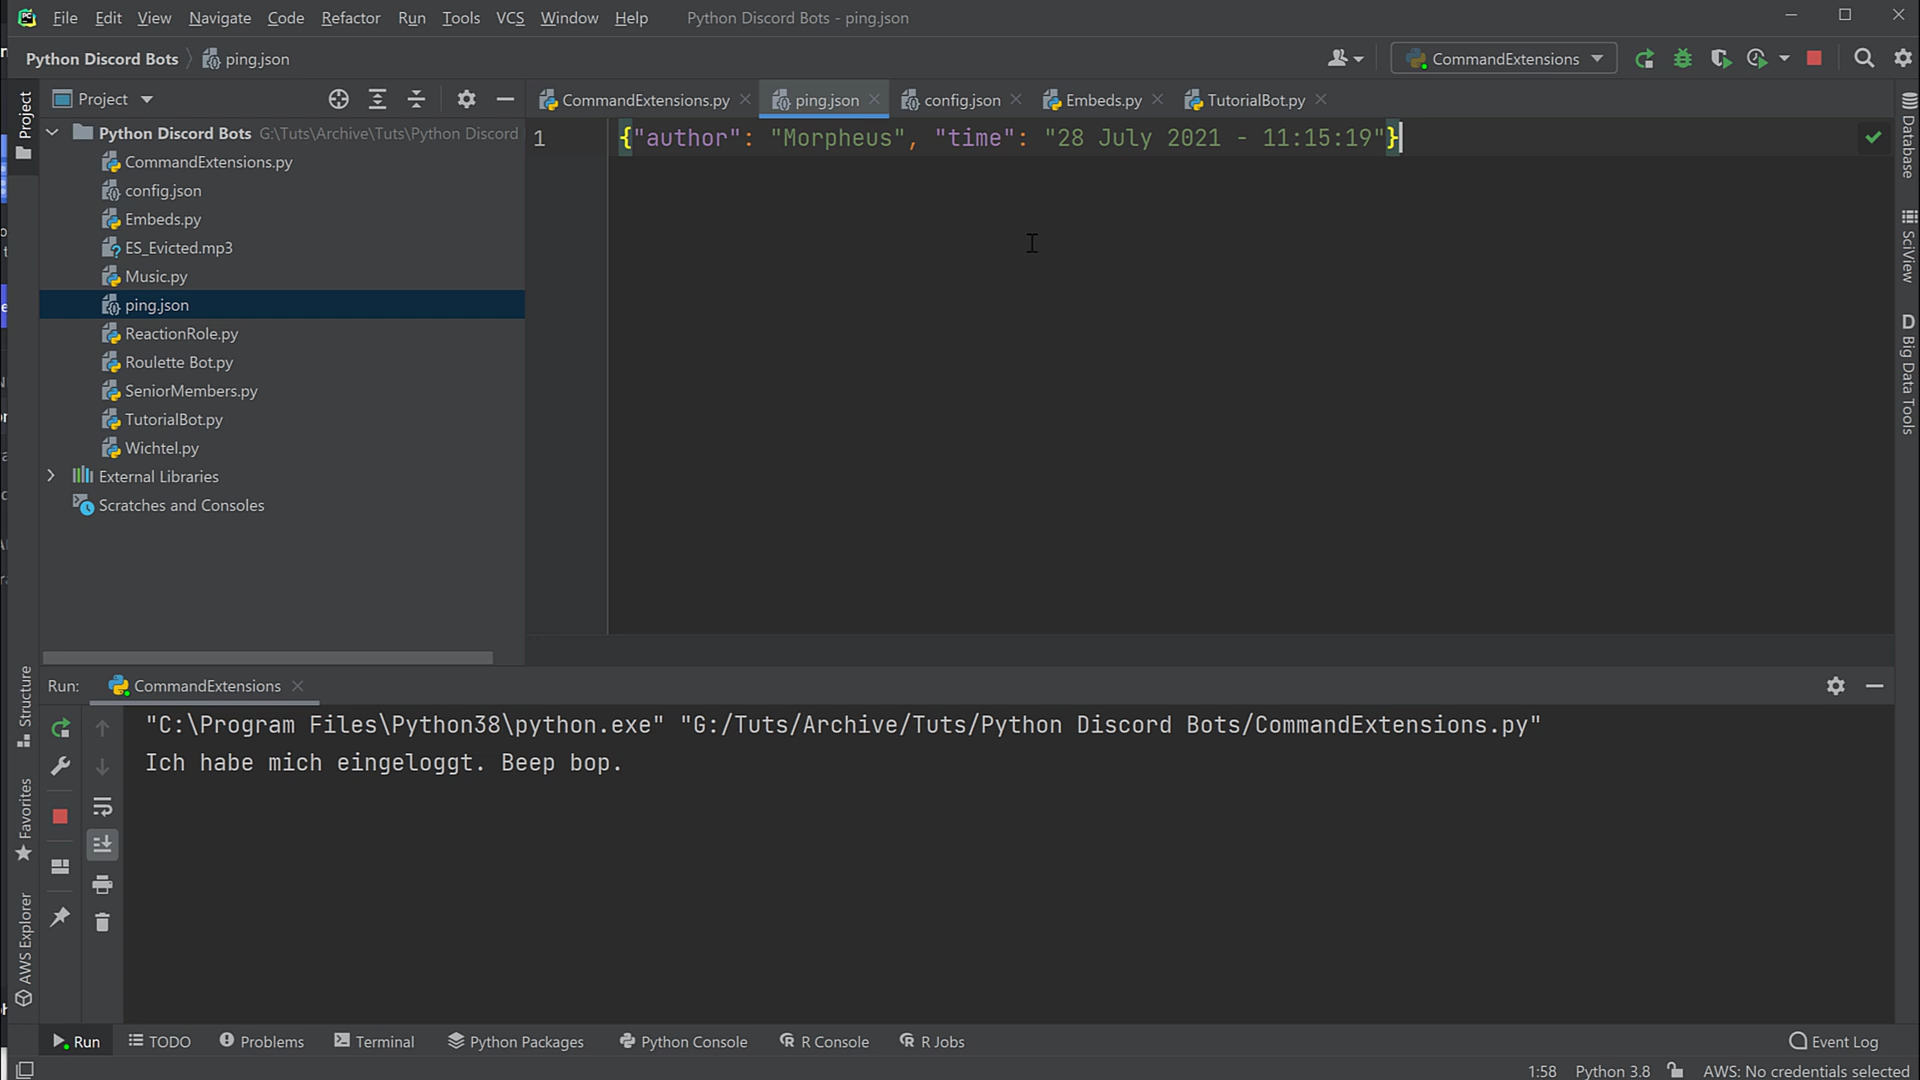 File Edit View Navigate Code Refactor Run Tools VCS Window Help Python Discord Bots - ping.json
Python Discord Bots ping.json CommandExtensions
Project
Project
CommandExtensions.py ping.json config.json Embeds.py TutorialBot.py
Python Discord Bots G:\Tuts\Archive\Tuts\Python Discord
1 {"author": "Morpheus", "time": "28 July 2021 - 11:15:19"}
CommandExtensions.py
config.json
Embeds.py
ES_Evicted.mp3
Music.py
ping.json
ReactionRole.py
Roulette Bot.py
SeniorMembers.py
TutorialBot.py
Wichtel.py
External Libraries
Scratches and Consoles
Database
SciView
D Big Data Tools
Structure
Favorites
AWS Explorer
Run: CommandExtensions
"C:\Program Files\Python38\python.exe" "G:/Tuts/Archive/Tuts/Python Discord Bots/CommandExtensions.py"
Ich habe mich eingeloggt. Beep bop.
Run TODO Problems Terminal Python Packages Python Console R Console R Jobs Event Log
1:58 Python 3.8 AWS: No credentials selected